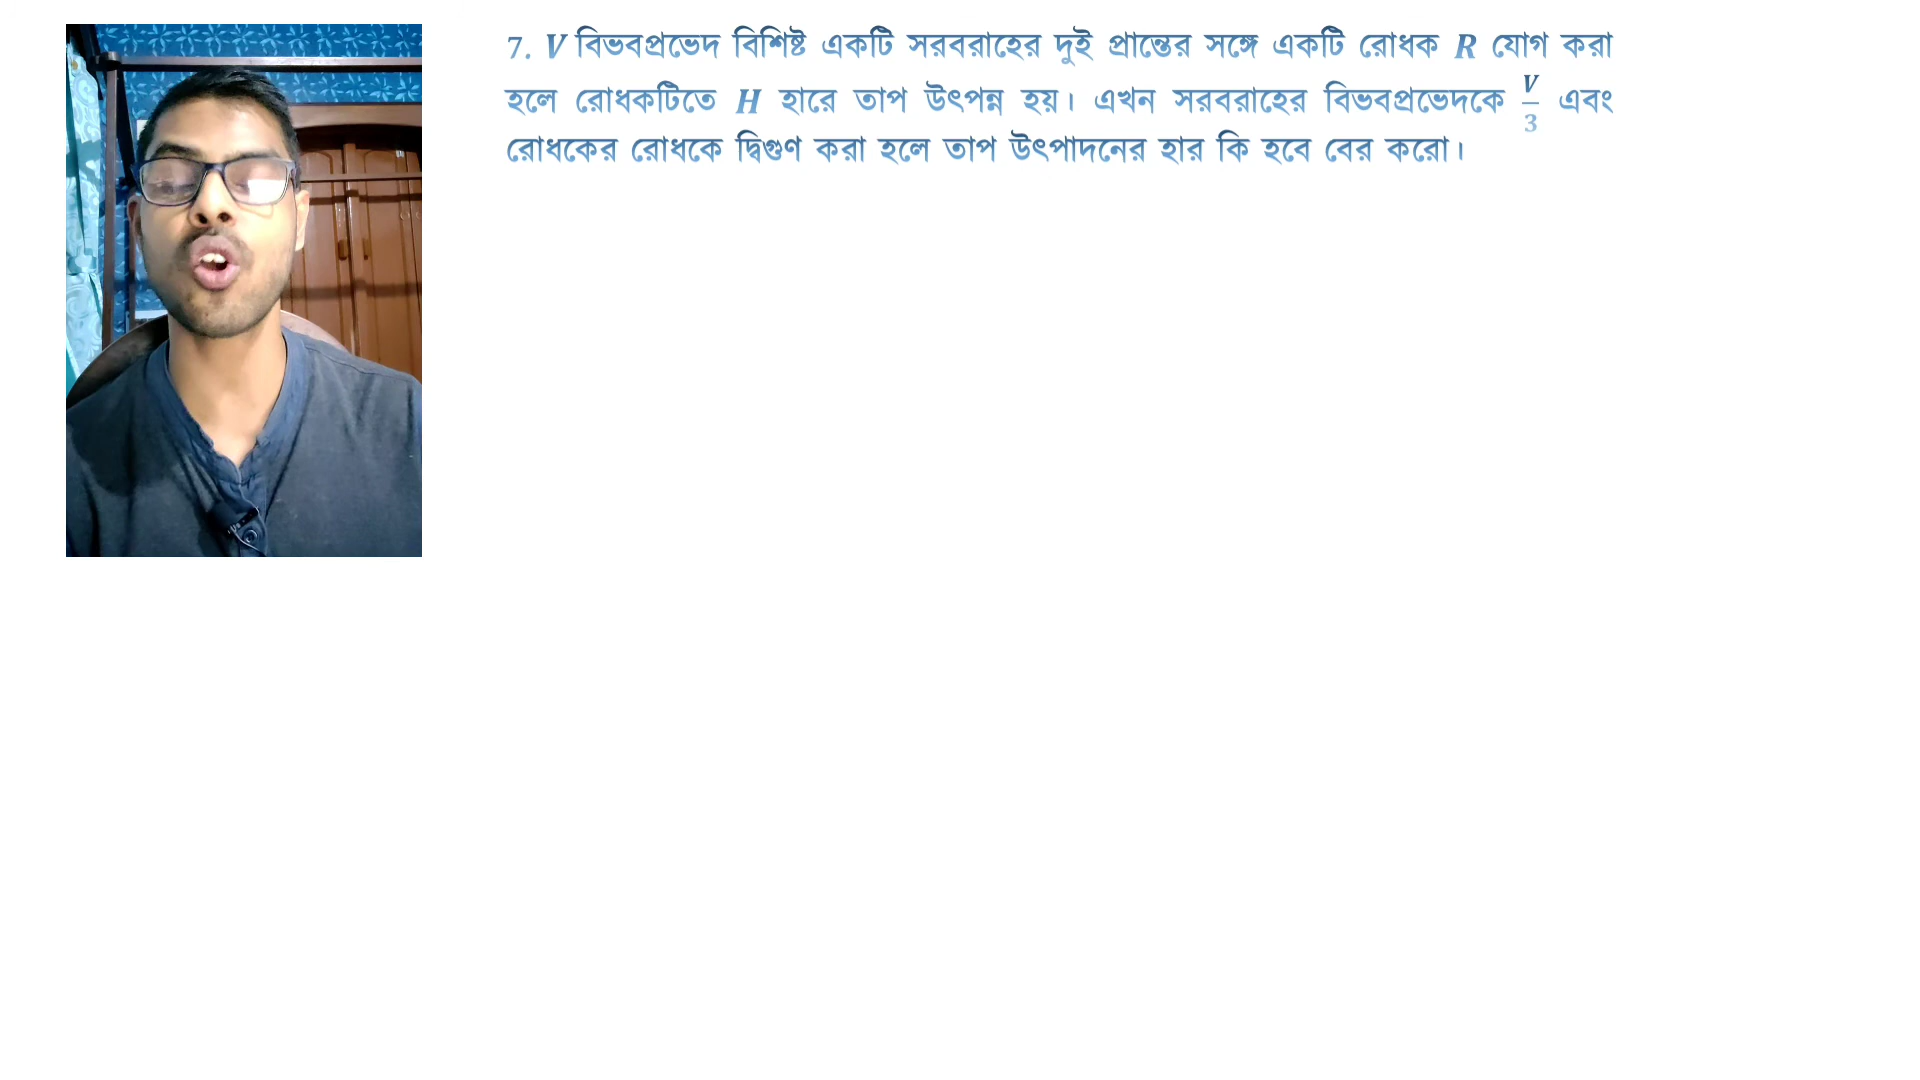 7. V বিভবপ্রভেদ বিশিষ্ট একটি সরবরাহের দুই প্রান্তের সঙ্গে একটি রোধক R যোগ করা
হলে রোধকটিতে H হারে তাপ উৎপন্ন হয়। এখন সরবরাহের বিভবপ্রভেদকে V/3 এবং
রোধকের রোধকে দ্বিগুণ করা হলে তাপ উৎপাদনের হার কি হবে বের করো।